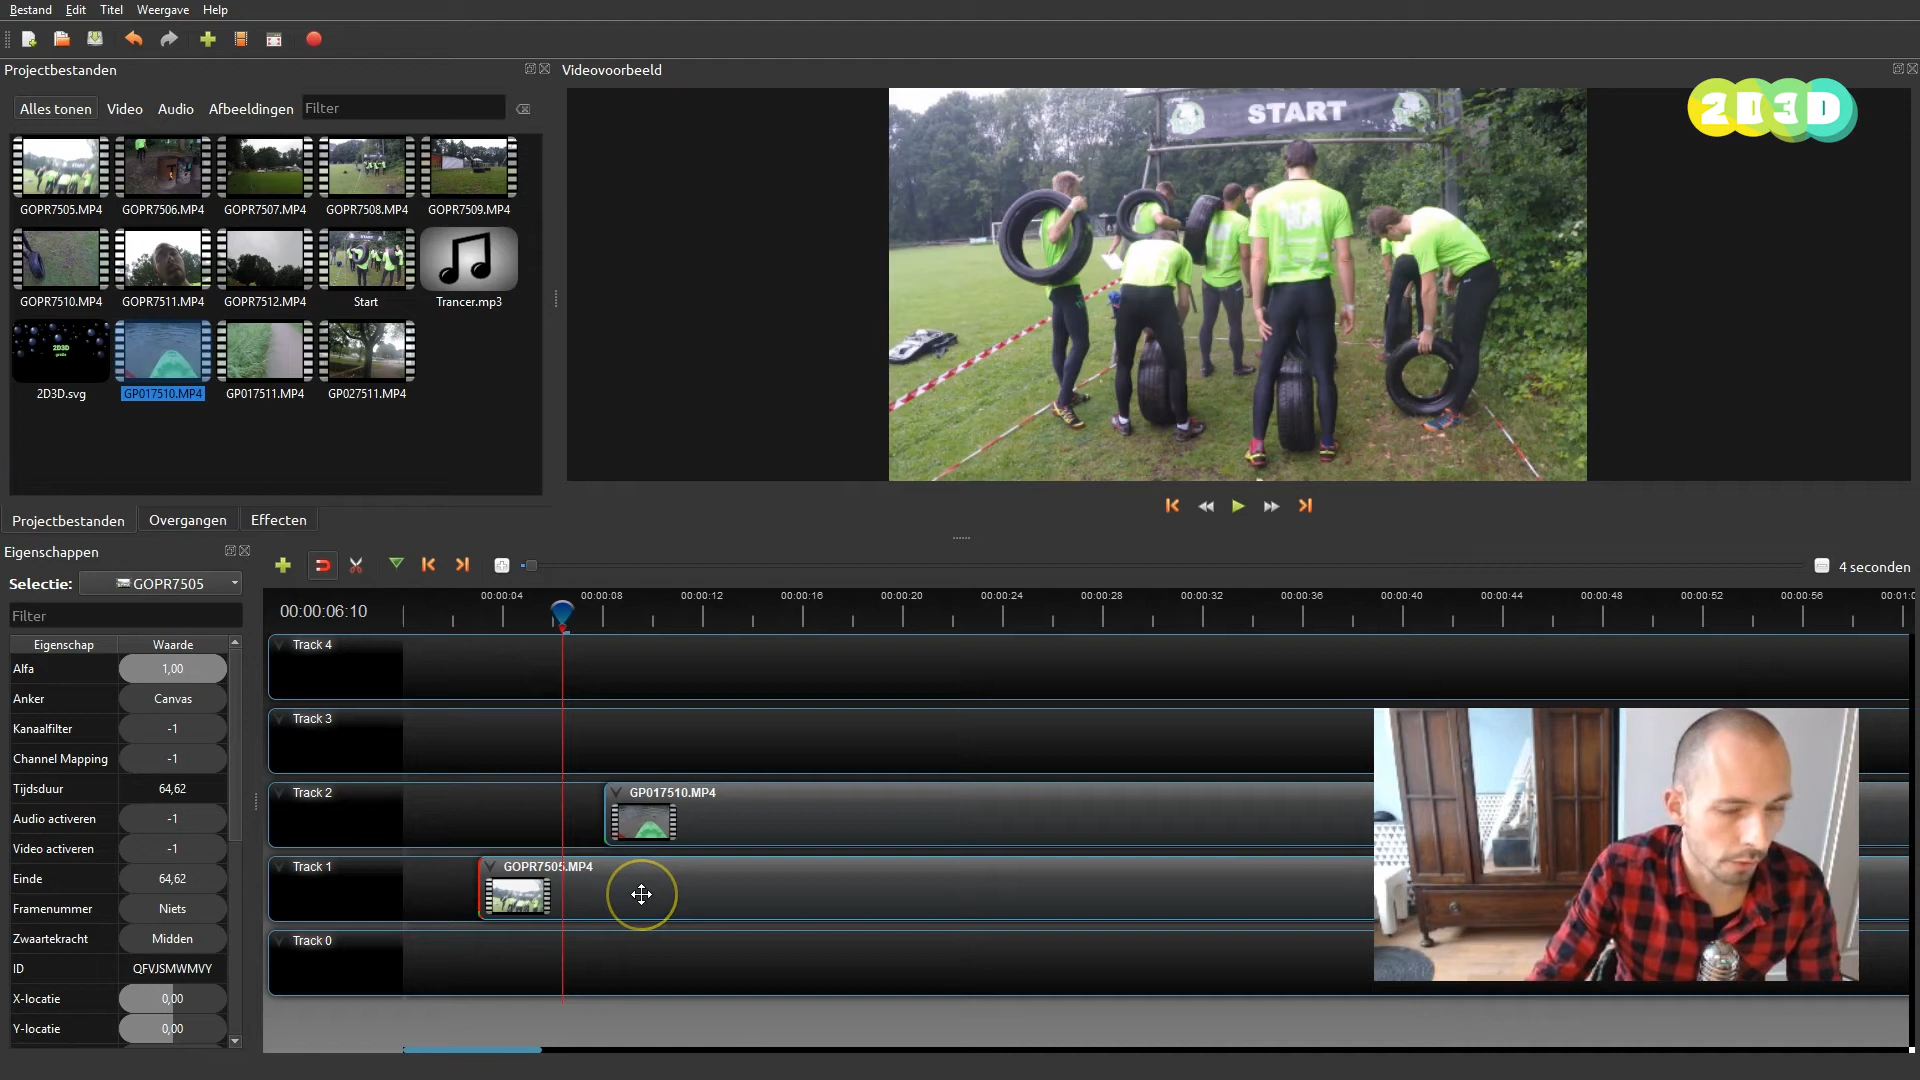 Bestand Edit Titel Weergave Help
Projectbestanden
Videovoorbeeld
Alles tonen Video Audio Afbeeldingen Filter
GOPR7505.MP4 GOPR7506.MP4 GOPR7507.MP4 GOPR7508.MP4 GOPR7509.MP4
GOPR7510.MP4 GOPR7511.MP4 GOPR7512.MP4 Start Trancer.mp3
2D3D
gratis
2D3D.svg GP017510.MP4 GP017511.MP4 GP027511.MP4
START
2D3D
Projectbestanden Overgangen Effecten
Eigenschappen
Selectie: GOPR7505
Filter
Eigenschap Waarde
Alfa 1,00
Anker Canvas
Kanaalfilter -1
Channel Mapping -1
Tijdsduur 64,62
Audio activeren -1
Video activeren -1
Einde 64,62
Framenummer Niets
Zwaartekracht Midden
ID QFVJSMWMVY
X-locatie 0,00
Y-locatie 0,00
4 seconden
00:00:06:10
00:00:04 00:00:08 00:00:12 00:00:16 00:00:20 00:00:24 00:00:28 00:00:32 00:00:36 00:00:40 00:00:44 00:00:48 00:00:52 00:00:56 00:01:0
Track 4
Track 3
Track 2
GP017510.MP4
Track 1
GOPR7505.MP4
Track 0